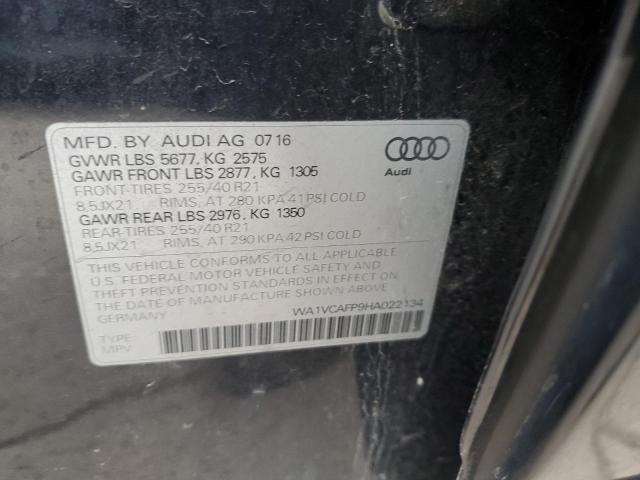 MFD. BY AUDI AG 0716
GVWR LBS 5677, KG 2575
GAWR FRONT LBS 2877, KG 1305
FRONT-TIRES 255/40 R21
8,5JX21 RIMS, AT 280 KPA 41 PSI COLD
GAWR REAR LBS 2976, KG 1350
REAR-TIRES 255/40 R21
8,5JX21 RIMS, AT 290 KPA 42 PSI COLD
Audi
THIS VEHICLE CONFORMS TO ALL APPLICABLE
U.S. FEDERAL MOTOR VEHICLE SAFETY AND
THEFT PREVENTION STANDARDS IN EFFECT ON
THE DATE OF MANUFACTURE SHOWN ABOVE.
GERMANY
WA1VCAFP9HA022134
TYPE
MPV